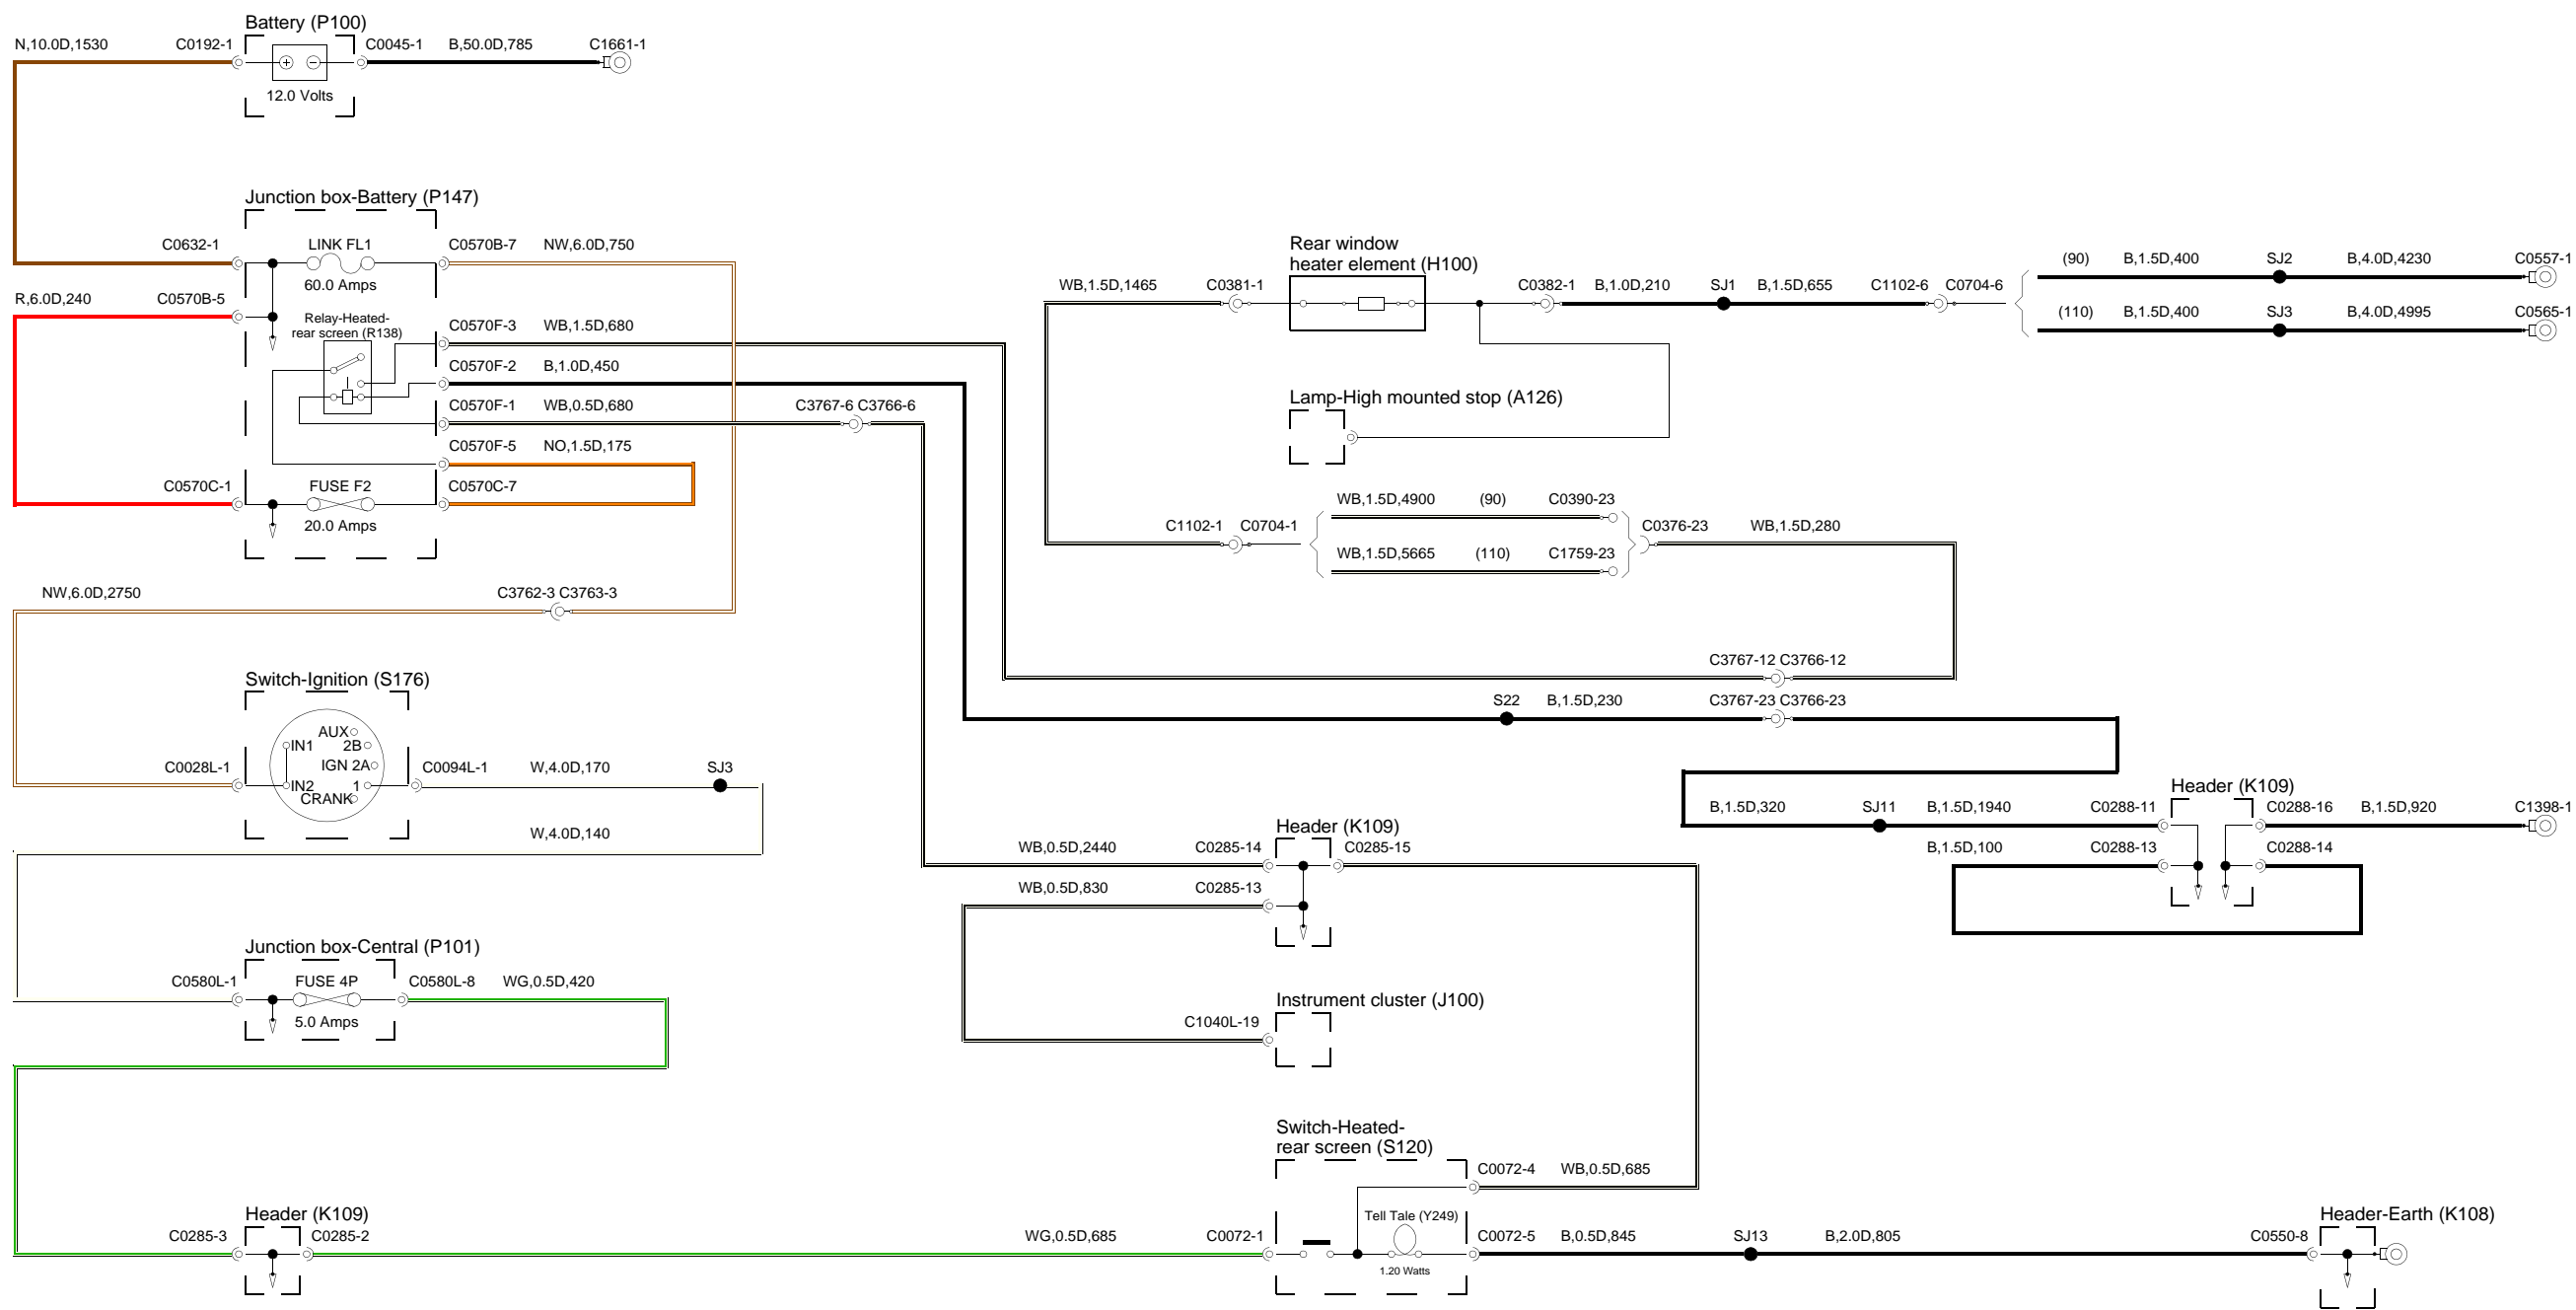 Battery (P100)
N,10.0D,1530
C0192-1
C0045-1
B,50.0D,785
C1661-1
12.0 Volts
Junction box-Battery (P147)
C0632-1
LINK FL1
60.0 Amps
C0570B-7
NW,6.0D,750
R,6.0D,240
C0570B-5
Relay-Heated-
rear screen (R138)
C0570F-3
WB,1.5D,680
C0570F-2
B,1.0D,450
C0570F-1
WB,0.5D,680
C3767-6 C3766-6
C0570F-5
NO,1.5D,175
C0570C-1
FUSE F2
20.0 Amps
C0570C-7
NW,6.0D,2750
C3762-3 C3763-3
Rear window
heater element (H100)
WB,1.5D,1465
C0381-1
C0382-1
B,1.0D,210
SJ1
B,1.5D,655
C1102-6
C0704-6
(90)
B,1.5D,400
SJ2
B,4.0D,4230
C0557-1
(110)
B,1.5D,400
SJ3
B,4.0D,4995
C0565-1
Lamp-High mounted stop (A126)
C1102-1
C0704-1
WB,1.5D,4900
(90)
C0390-23
WB,1.5D,5665
(110)
C1759-23
C0376-23
WB,1.5D,280
C3767-12 C3766-12
S22
B,1.5D,230
C3767-23 C3766-23
Switch-Ignition (S176)
C0028L-1
AUX
IN1
2B
IGN 2A
IN2
1
CRANK
C0094L-1
W,4.0D,170
SJ3
W,4.0D,140
B,1.5D,320
SJ11
B,1.5D,1940
C0288-11
Header (K109)
C0288-16
B,1.5D,920
C1398-1
B,1.5D,100
C0288-13
C0288-14
Header (K109)
WB,0.5D,2440
C0285-14
C0285-15
WB,0.5D,830
C0285-13
Junction box-Central (P101)
C0580L-1
FUSE 4P
5.0 Amps
C0580L-8
WG,0.5D,420
Instrument cluster (J100)
C1040L-19
Switch-Heated-
rear screen (S120)
C0072-4
WB,0.5D,685
Header (K109)
C0285-3
C0285-2
WG,0.5D,685
C0072-1
Tell Tale (Y249)
1.20 Watts
C0072-5
B,0.5D,845
SJ13
B,2.0D,805
C0550-8
Header-Earth (K108)